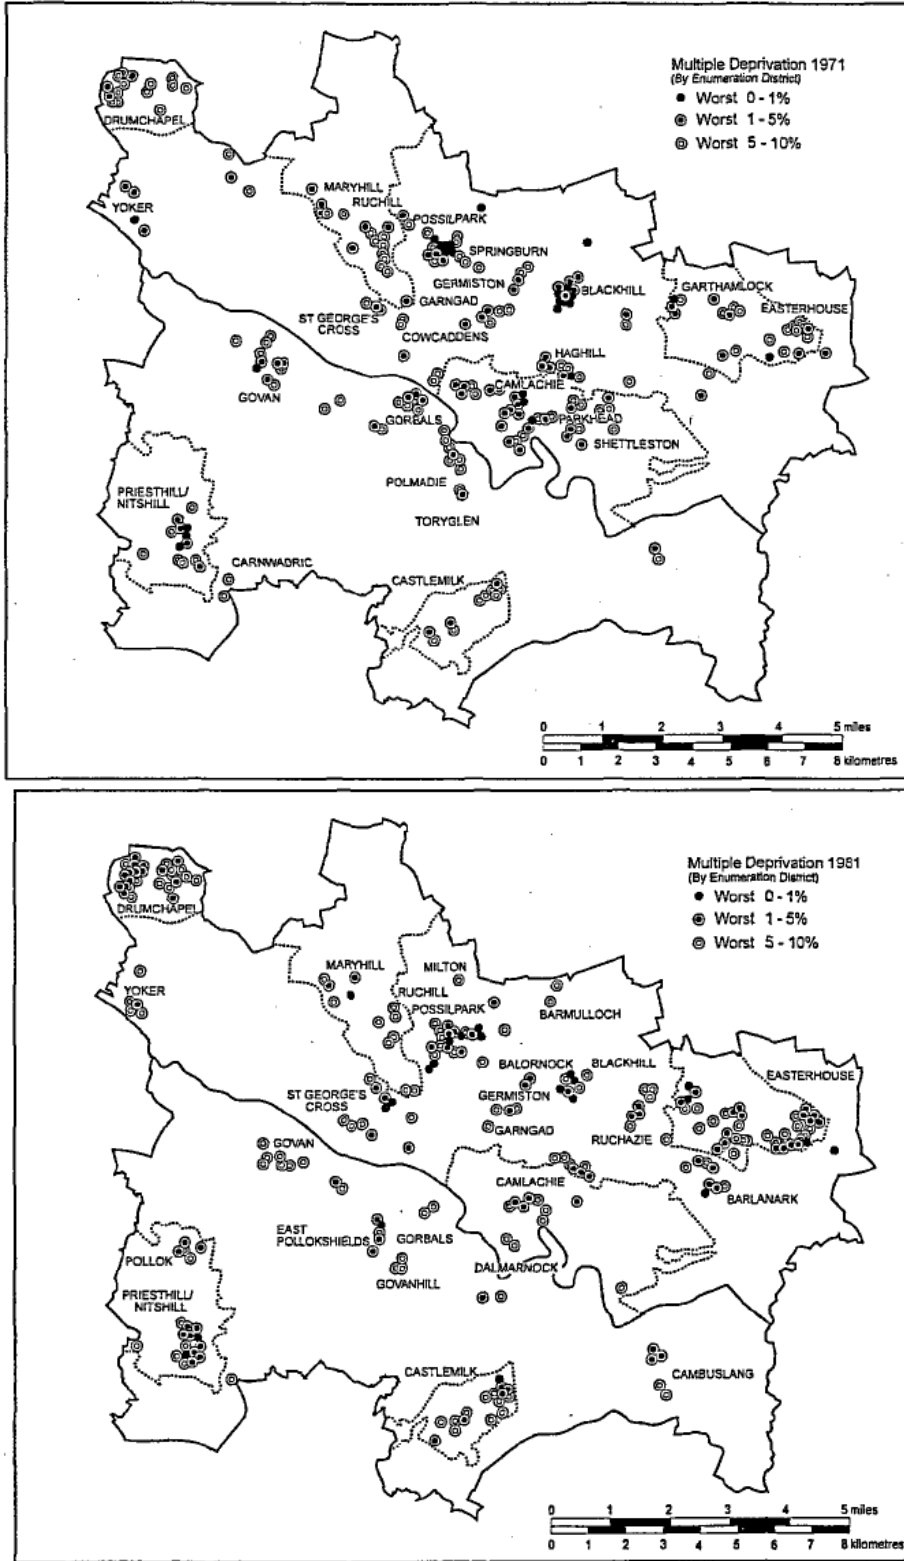 Multiple Deprivation 1971
(By Enumeration District)
Worst 0 - 1%
Worst 1 - 5%
Worst 5 - 10%
DRUMCHAPEL
MARYHILL
RUCHILL
YOKER
POSSILPARK
SPRINGBURN
GERMISTON
BLACKHILL
GARTHAMLOCK
GARNGAD
EASTERHOUSE
ST GEORGE'S
CROSS
COWCADDENS
HAGHILL
CAMLACHIE
GOVAN
GORBALS
PARKHEAD
SHETTLESTON
POLMADIE
PRIESTHILL/
NITSHILL
TORYGLEN
CARNWADRIC
CASTLEMILK
0 1 2 3 4 5 miles
0 1 2 3 4 5 6 7 8 kilometres
Multiple Deprivation 1981
(By Enumeration District)
Worst 0 - 1%
Worst 1 - 5%
Worst 5 - 10%
DRUMCHAPEL
MARYHILL
MILTON
YOKER
RUCHILL
POSSILPARK
BARMULLOCH
BALORNOCK
BLACKHILL
EASTERHOUSE
ST GEORGE'S
CROSS
GERMISTON
GARNGAD
RUCHAZIE
GOVAN
CAMLACHIE
BARLANARK
EAST
POLLOKSHIELDS
GORBALS
POLLOK
DALMARNOCK
GOVANHILL
PRIESTHILL/
NITSHILL
CASTLEMILK
CAMBUSLANG
0 1 2 3 4 5 miles
0 1 2 3 4 5 6 7 8 kilometres